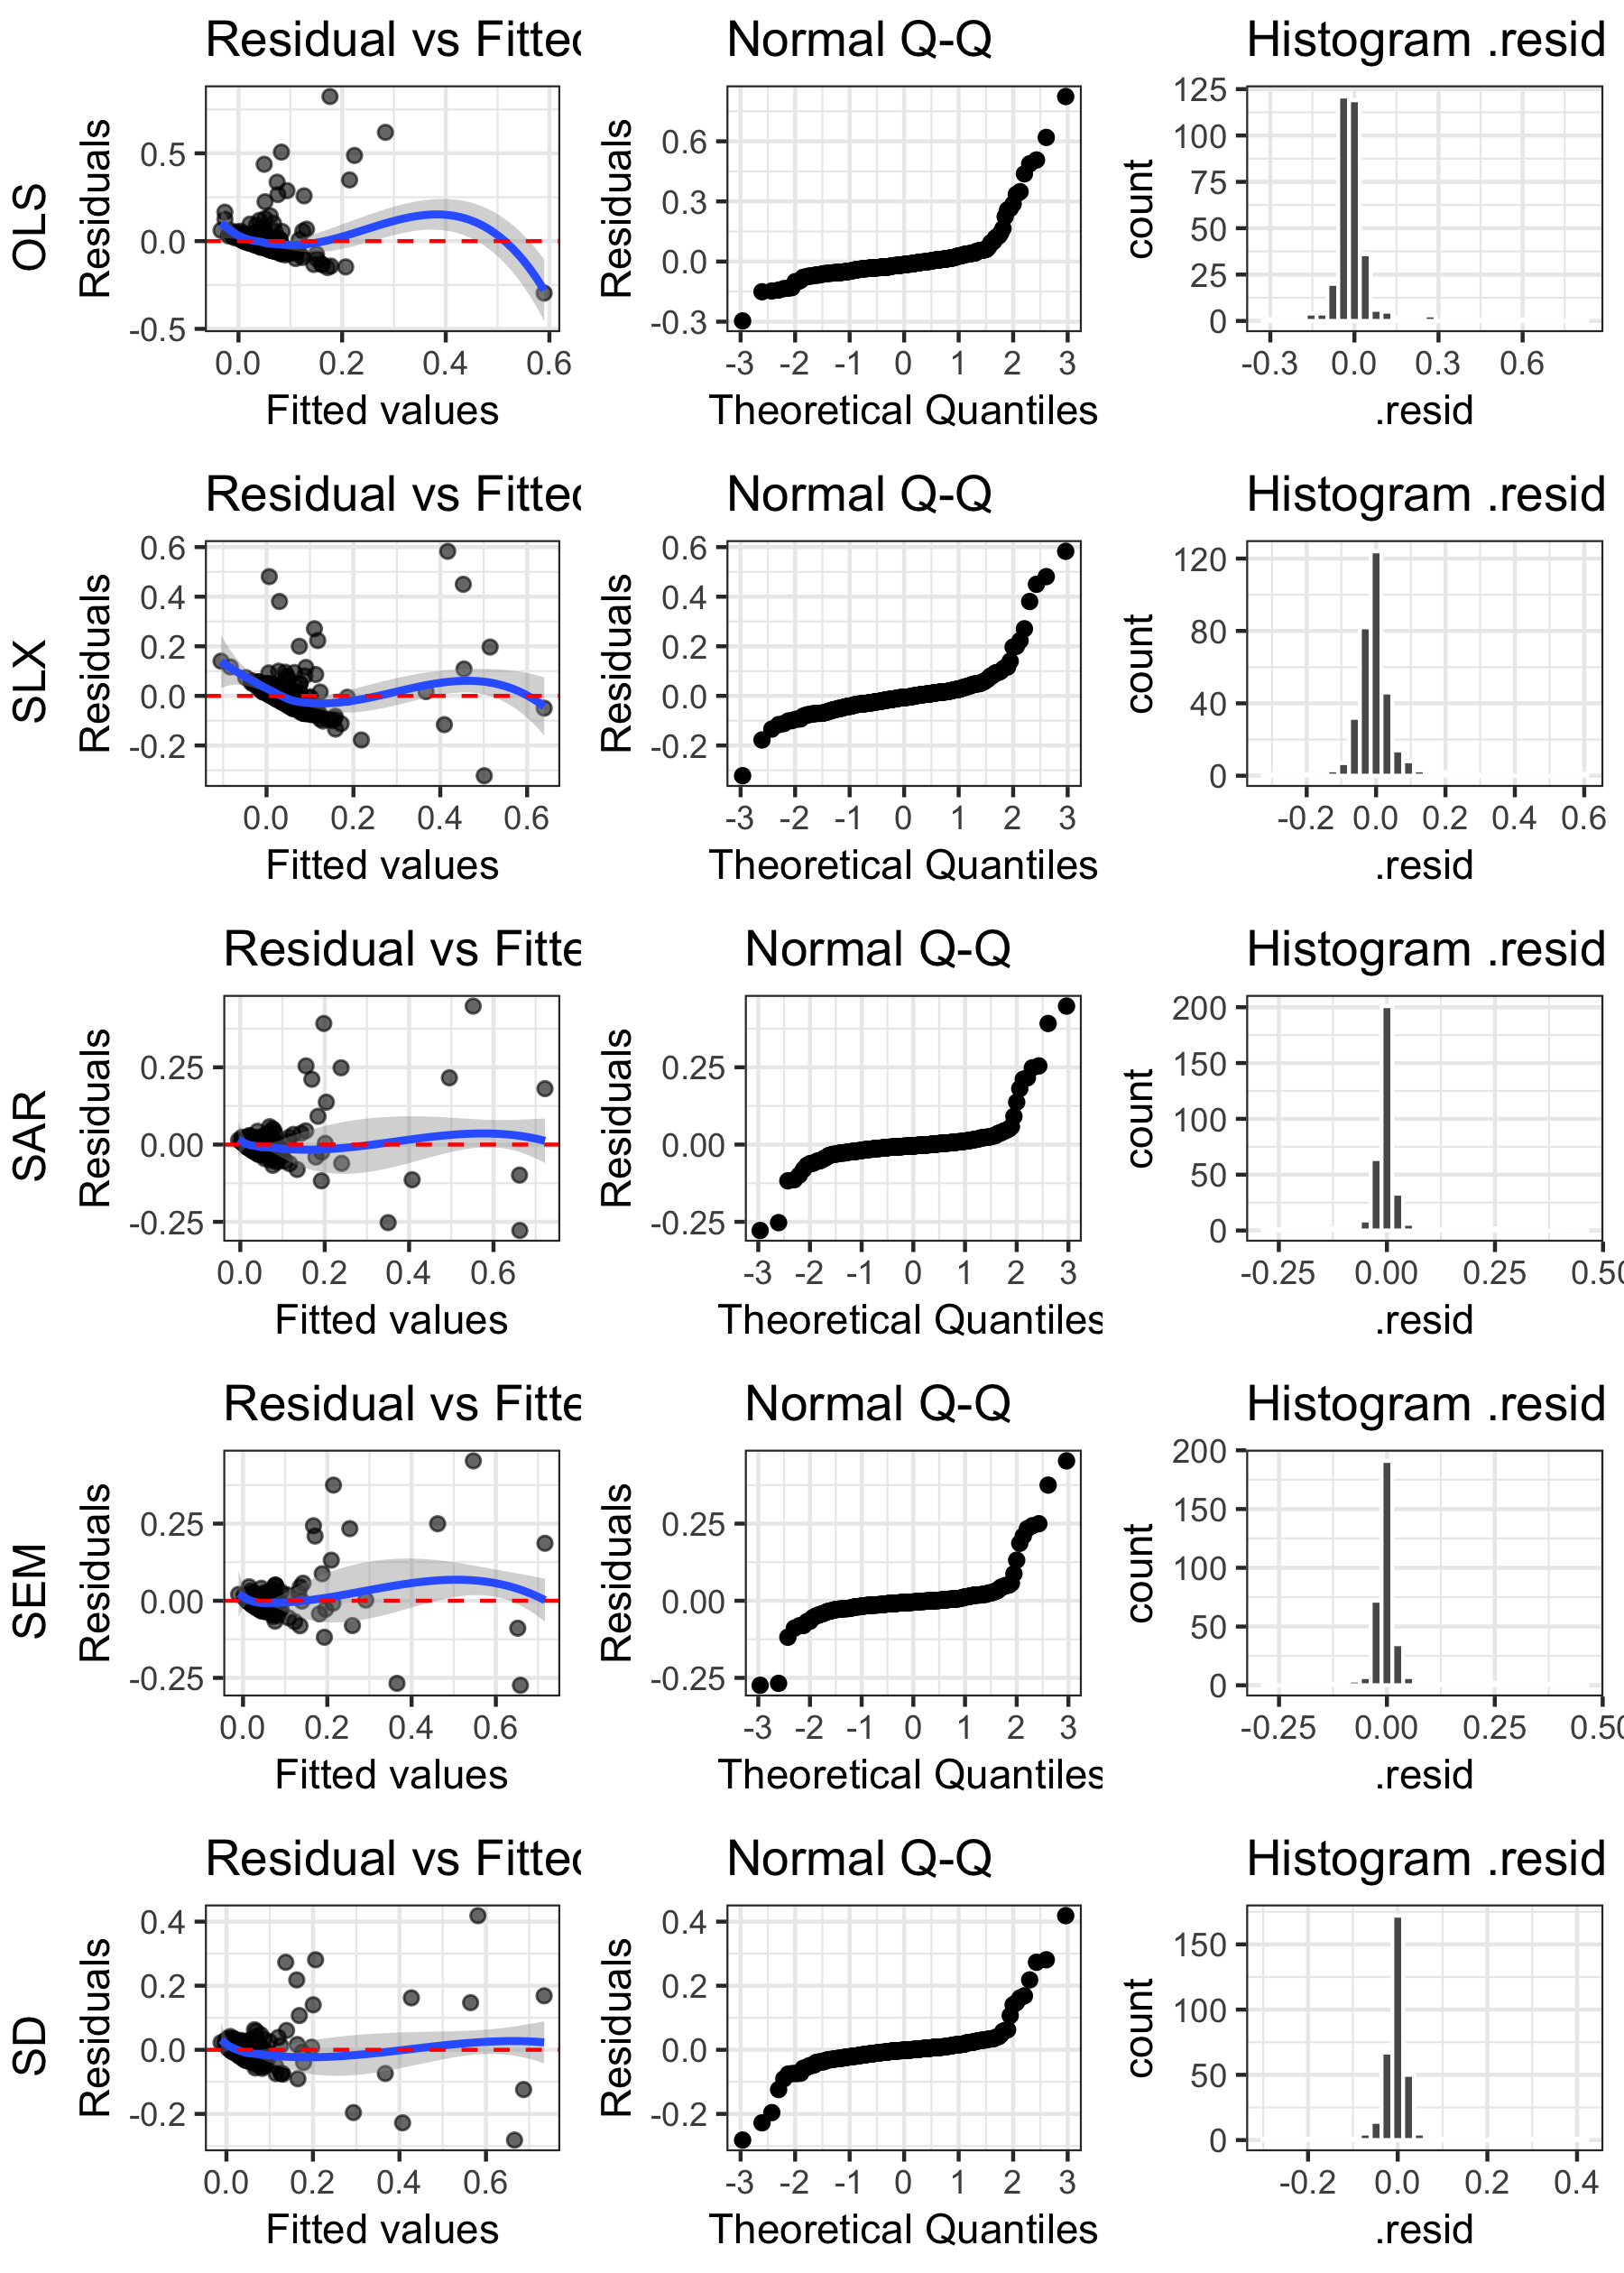 Residual vs Fitted
Normal Q-Q
Histogram .resid
OLS
Residuals
0.5
0.0
-0.5
0.0 0.2 0.4 0.6
Fitted values
Residuals
0.6
0.3
0.0
-0.3
-3 -2 -1 0 1 2 3
Theoretical Quantiles
count
125
100
75
50
25
0
-0.3 0.0 0.3 0.6
.resid
Residual vs Fitted
Normal Q-Q
Histogram .resid
SLX
Residuals
0.6
0.4
0.2
0.0
-0.2
0.0 0.2 0.4 0.6
Fitted values
Residuals
0.6
0.4
0.2
0.0
-0.2
-3 -2 -1 0 1 2 3
Theoretical Quantiles
count
120
80
40
0
-0.2 0.0 0.2 0.4 0.6
.resid
Residual vs Fitte
Normal Q-Q
Histogram .resid
SAR
Residuals
0.25
0.00
-0.25
0.0 0.2 0.4 0.6
Fitted values
Residuals
0.25
0.00
-0.25
-3 -2 -1 0 1 2 3
Theoretical Quantiles
count
200
150
100
50
0
-0.25 0.00 0.25 0.50
.resid
Residual vs Fitte
Normal Q-Q
Histogram .resid
SEM
Residuals
0.25
0.00
-0.25
0.0 0.2 0.4 0.6
Fitted values
Residuals
0.25
0.00
-0.25
-3 -2 -1 0 1 2 3
Theoretical Quantiles
count
200
150
100
50
0
-0.25 0.00 0.25 0.50
.resid
Residual vs Fitted
Normal Q-Q
Histogram .resid
SD
Residuals
0.4
0.2
0.0
-0.2
0.0 0.2 0.4 0.6
Fitted values
Residuals
0.4
0.2
0.0
-0.2
-3 -2 -1 0 1 2 3
Theoretical Quantiles
count
150
100
50
0
-0.2 0.0 0.2 0.4
.resid